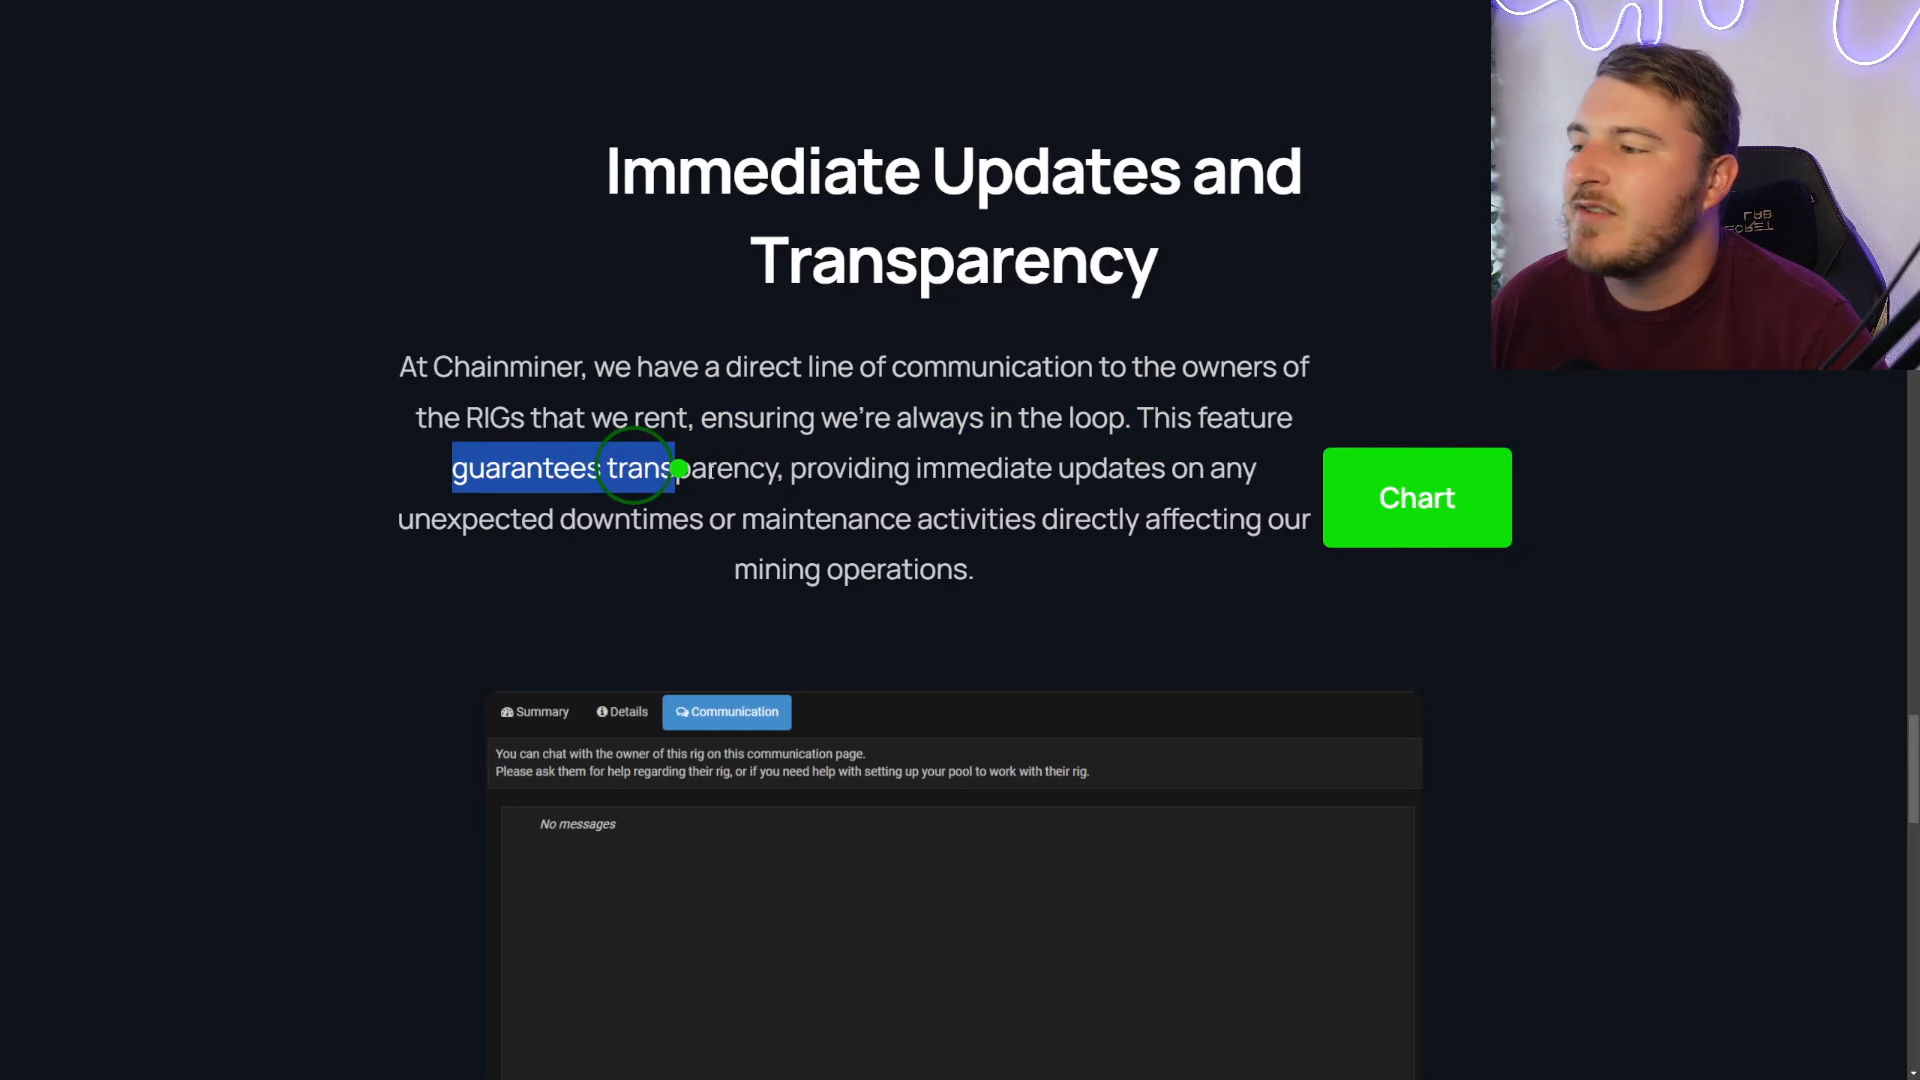 Immediate Updates and
Transparency
At Chainminer, we have a direct line of communication to the owners of
the RIGs that we rent, ensuring we're always in the loop. This feature
guarantees transparency, providing immediate updates on any
unexpected downtimes or maintenance activities directly affecting our
mining operations.
Chart
Summary
Details
Communication
You can chat with the owner of this rig on this communication page.
Please ask them for help regarding their rig, or if you need help with setting up your pool to work with their rig.
No messages
SECRET
LAB